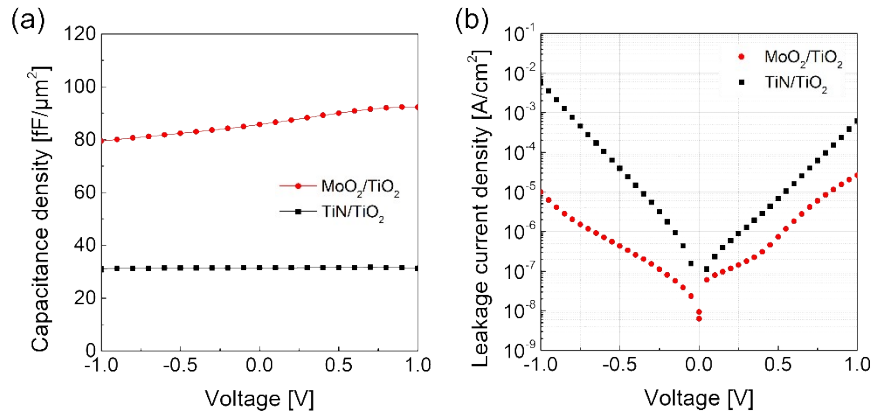 (a)
Capacitance density [fF/µm²]
120
100
80
60
40
20
0
MoO₂/TiO₂
TiN/TiO₂
-1.0 -0.5 0.0 0.5 1.0
Voltage [V]
(b)
Leakage current density [A/cm²]
10⁻¹
10⁻²
10⁻³
10⁻⁴
10⁻⁵
10⁻⁶
10⁻⁷
10⁻⁸
10⁻⁹
MoO₂/TiO₂
TiN/TiO₂
-1.0 -0.5 0.0 0.5 1.0
Voltage [V]